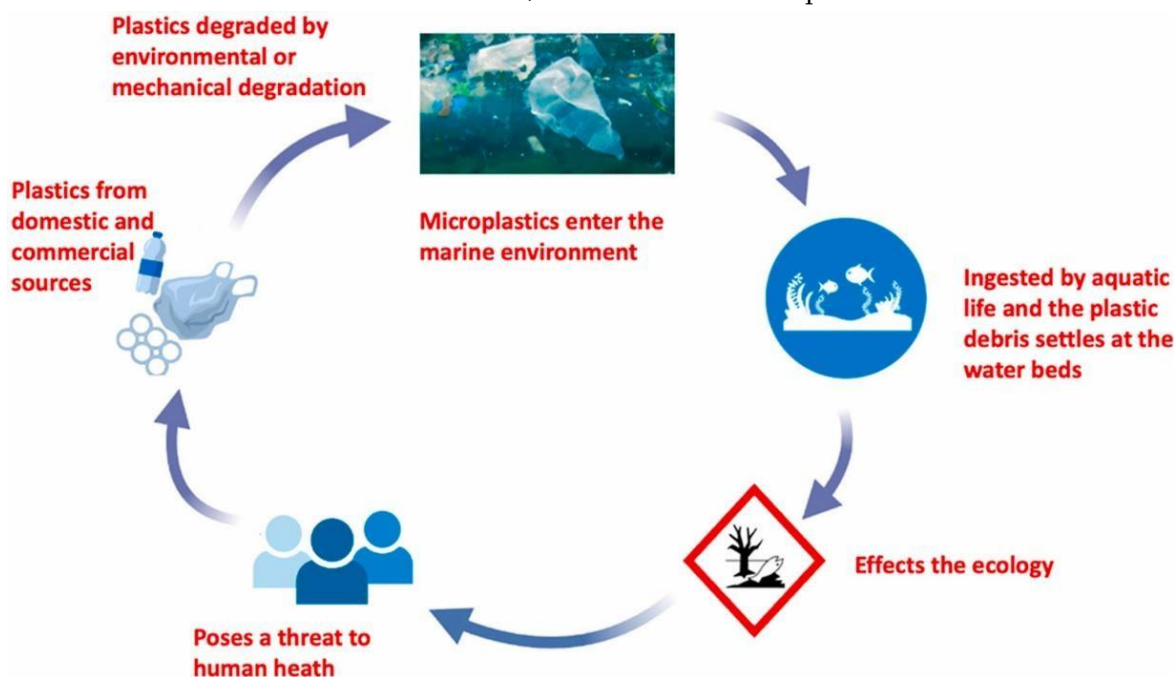 Plastics degraded by
environmental or
mechanical degradation
Plastics from
domestic and
commercial
sources
Microplastics enter the
marine environment
Ingested by aquatic
life and the plastic
debris settles at the
water beds
Effects the ecology
Poses a threat to
human heath